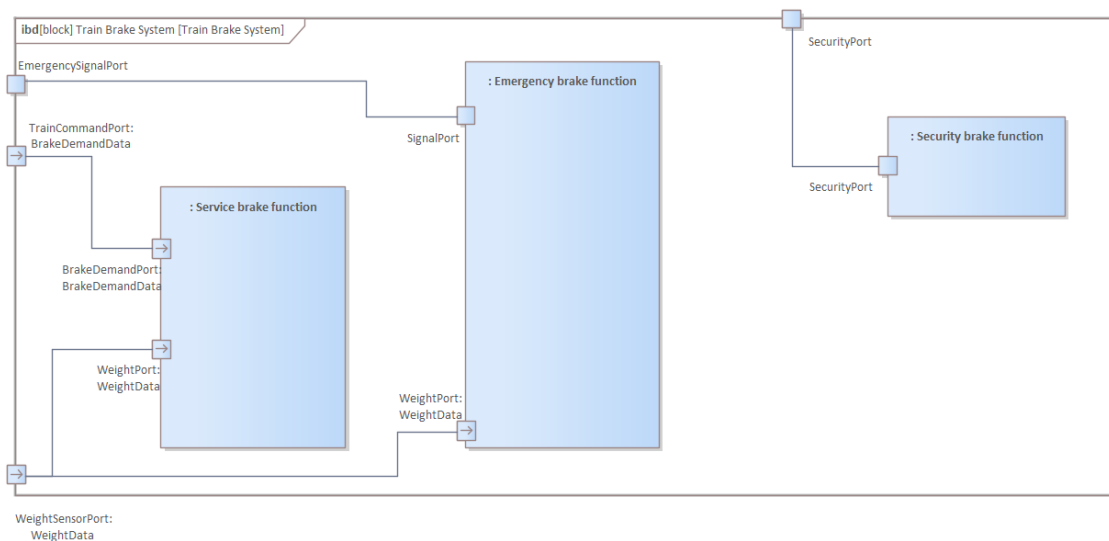 ibd[block] Train Brake System [Train Brake System]
SecurityPort
EmergencySignalPort
: Emergency brake function
SignalPort
TrainCommandPort:
BrakeDemandData
: Security brake function
SecurityPort
: Service brake function
BrakeDemandPort:
BrakeDemandData
WeightPort:
WeightData
WeightPort:
WeightData
WeightSensorPort:
WeightData